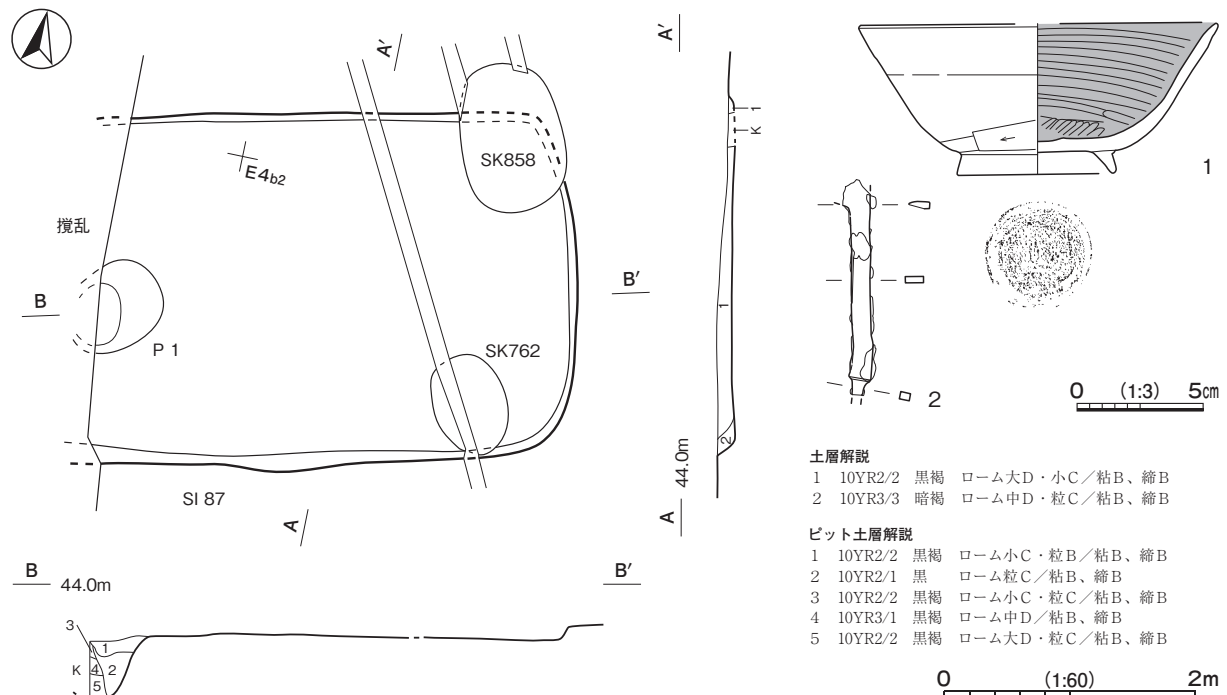 A′
SK858
E4b2
撹乱
B
B′
P 1
SK762
SI 87
A
A′
1
K
1
2
A 44.0m
B 44.0m
B′
3
1
K 4 2
5
1
2
0 (1:3) 5cm
土層解説
1 10YR2/2 黒褐 ローム大D・小C／粘B、締B
2 10YR3/3 暗褐 ローム中D・粒C／粘B、締B
ピット土層解説
1 10YR2/2 黒褐 ローム小C・粒B／粘B、締B
2 10YR2/1 黒 ローム粒C／粘B、締B
3 10YR2/2 黒褐 ローム小C・粒C／粘B、締B
4 10YR3/1 黒褐 ローム中D／粘B、締B
5 10YR2/2 黒褐 ローム大D・粒C／粘B、締B
0 (1:60) 2m